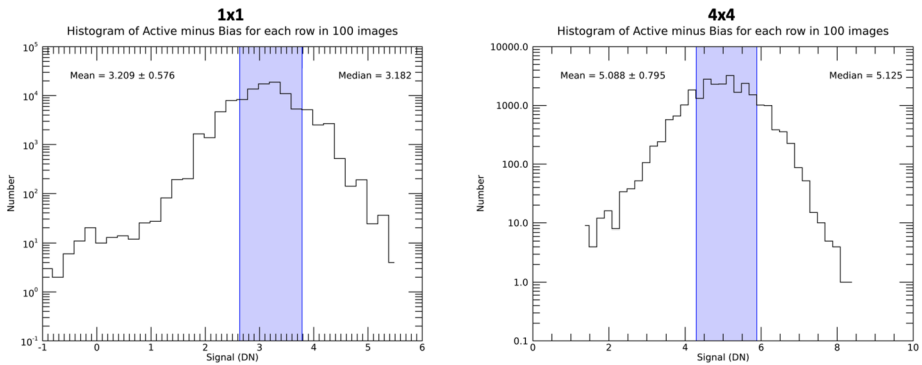 1x1
Histogram of Active minus Bias for each row in 100 images
Mean = 3.209 ± 0.576
Median = 3.182
10^5
10^4
10^3
10^2
10^1
10^0
10^-1
Number
-1 0 1 2 3 4 5 6
Signal (DN)
4x4
Histogram of Active minus Bias for each row in 100 images
Mean = 5.088 ± 0.795
Median = 5.125
10000.0
1000.0
100.0
10.0
1.0
0.1
Number
0 2 4 6 8 10
Signal (DN)